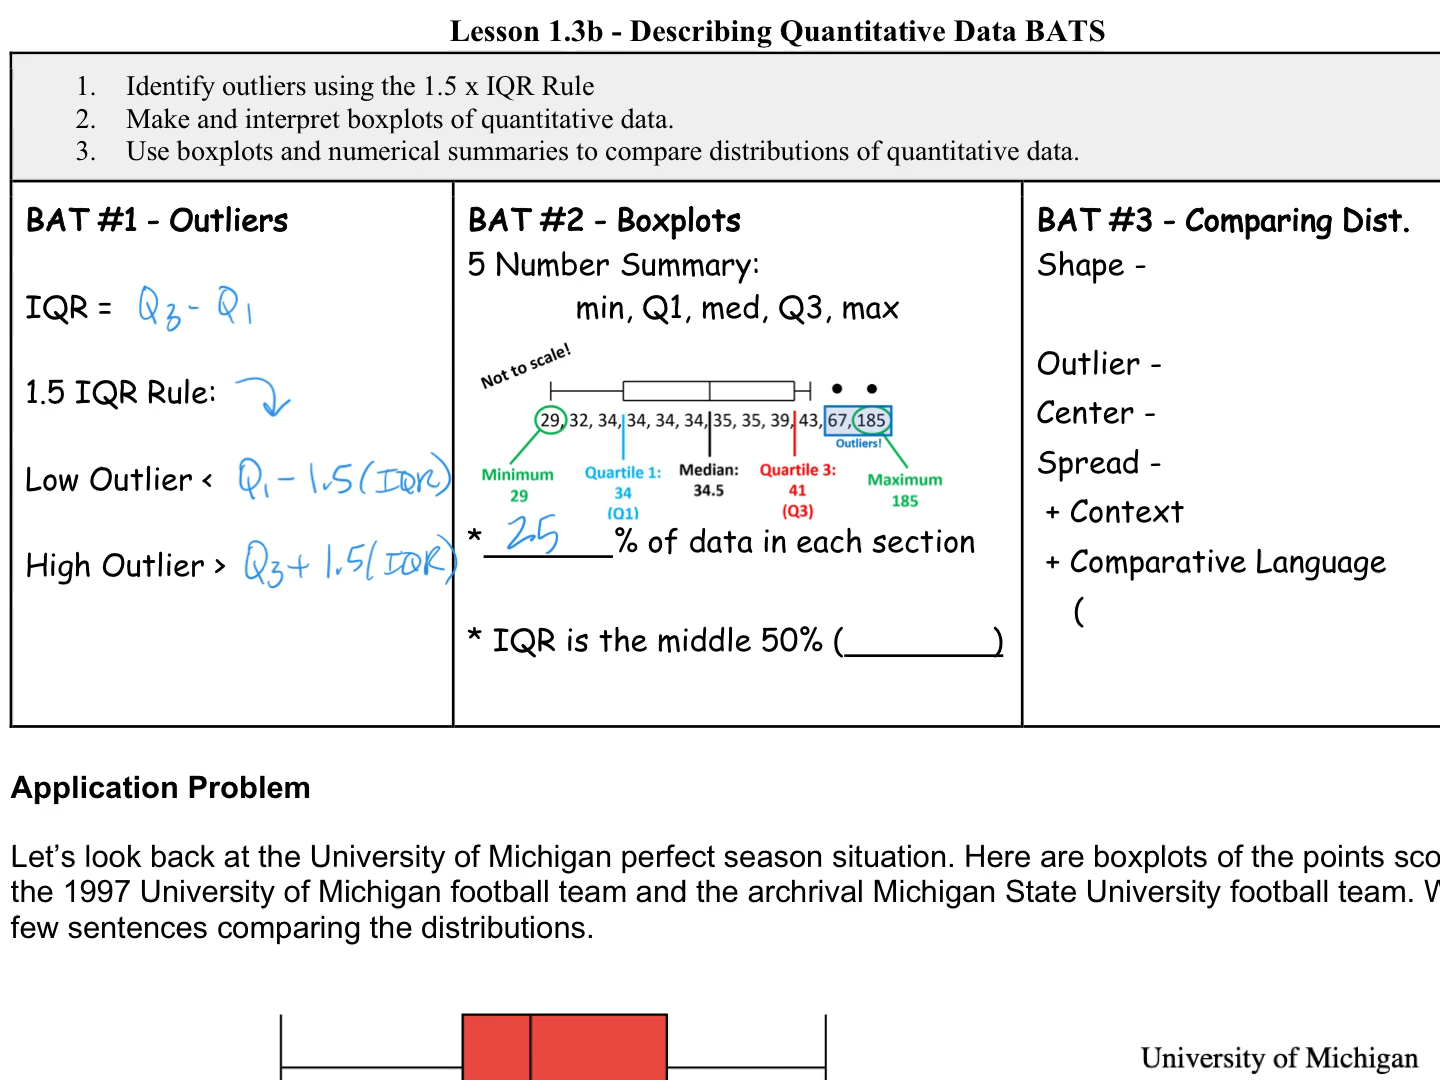 Lesson 1.3b - Describing Quantitative Data BATS
1. Identify outliers using the 1.5 x IQR Rule
2. Make and interpret boxplots of quantitative data.
3. Use boxplots and numerical summaries to compare distributions of quantitative data.
BAT #1 - Outliers
IQR = Q3 - Q1
1.5 IQR Rule:
Low Outlier < Q1 - 1.5(IQR)
High Outlier > Q3 + 1.5(IQR)
BAT #2 - Boxplots
5 Number Summary:
min, Q1, med, Q3, max
Not to scale!
29, 32, 34, 34, 34, 34, 35, 35, 39, 43, 67, 185
Outliers!
Minimum
29
Quartile 1:
34
(Q1)
Median:
34.5
Quartile 3:
41
(Q3)
Maximum
185
* 25 % of data in each section
* IQR is the middle 50% (________)
BAT #3 - Comparing Dist.
Shape -
Outlier -
Center -
Spread -
+ Context
+ Comparative Language
(
Application Problem
Let's look back at the University of Michigan perfect season situation. Here are boxplots of the points sco
the 1997 University of Michigan football team and the archrival Michigan State University football team. W
few sentences comparing the distributions.
University of Michigan